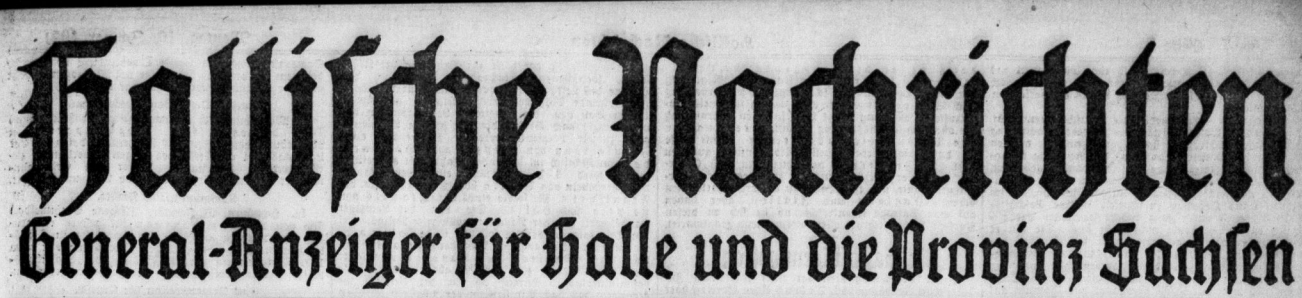 Hallische Nachrichten
General-Anzeiger für Halle und die Provinz Sachsen